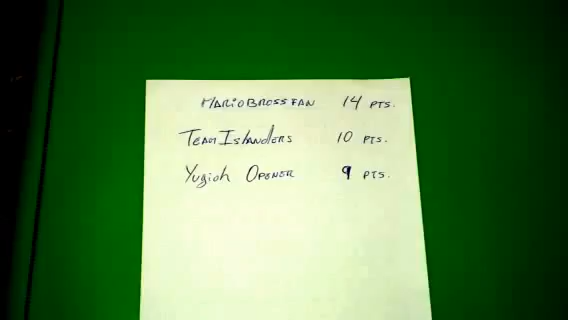 MARIOBROSSFAN 14 PTS.
TEAMISLANDERS 10 PTS.
Yugioh OPENER 9 PTS.